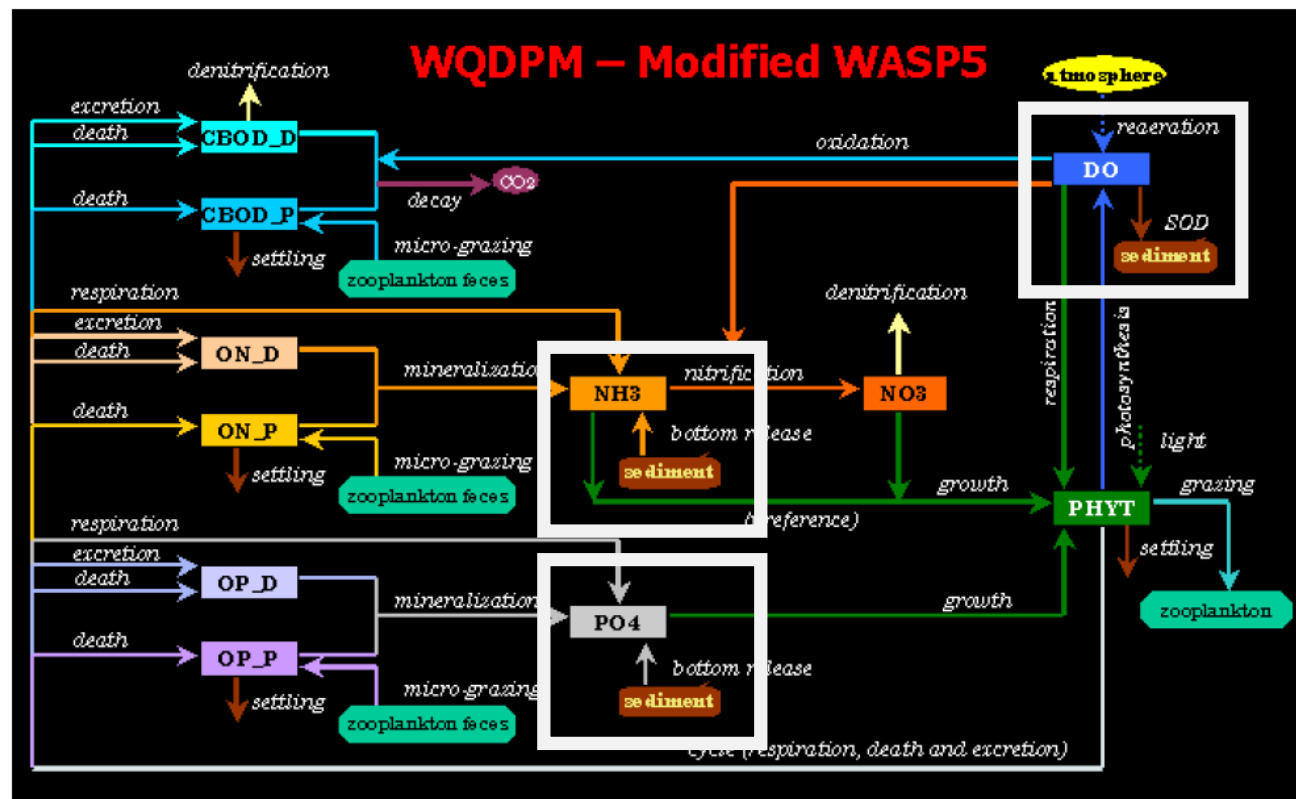 WQDPM – Modified WASP5
denitrification
atmosphere
excretion
reaeration
CBOD_D
death
oxidation
DO
CO2
death
decay
CBOD_P
SOD
micro-grazing
sediment
settling
zooplankton feces
respiration
denitrification
excretion
ON_D
death
mineralization
nitrification
respiration
photosynthesis
NH3
NO3
death
ON_P
bottom release
light
micro-grazing
sediment
settling
growth
grazing
zooplankton feces
PHYT
respiration
settling
excretion
OP_D
death
mineralization
growth
zooplankton
PO4
death
OP_P
bottom release
micro-grazing
sediment
settling
zooplankton feces
cycle (respiration, death and excretion)